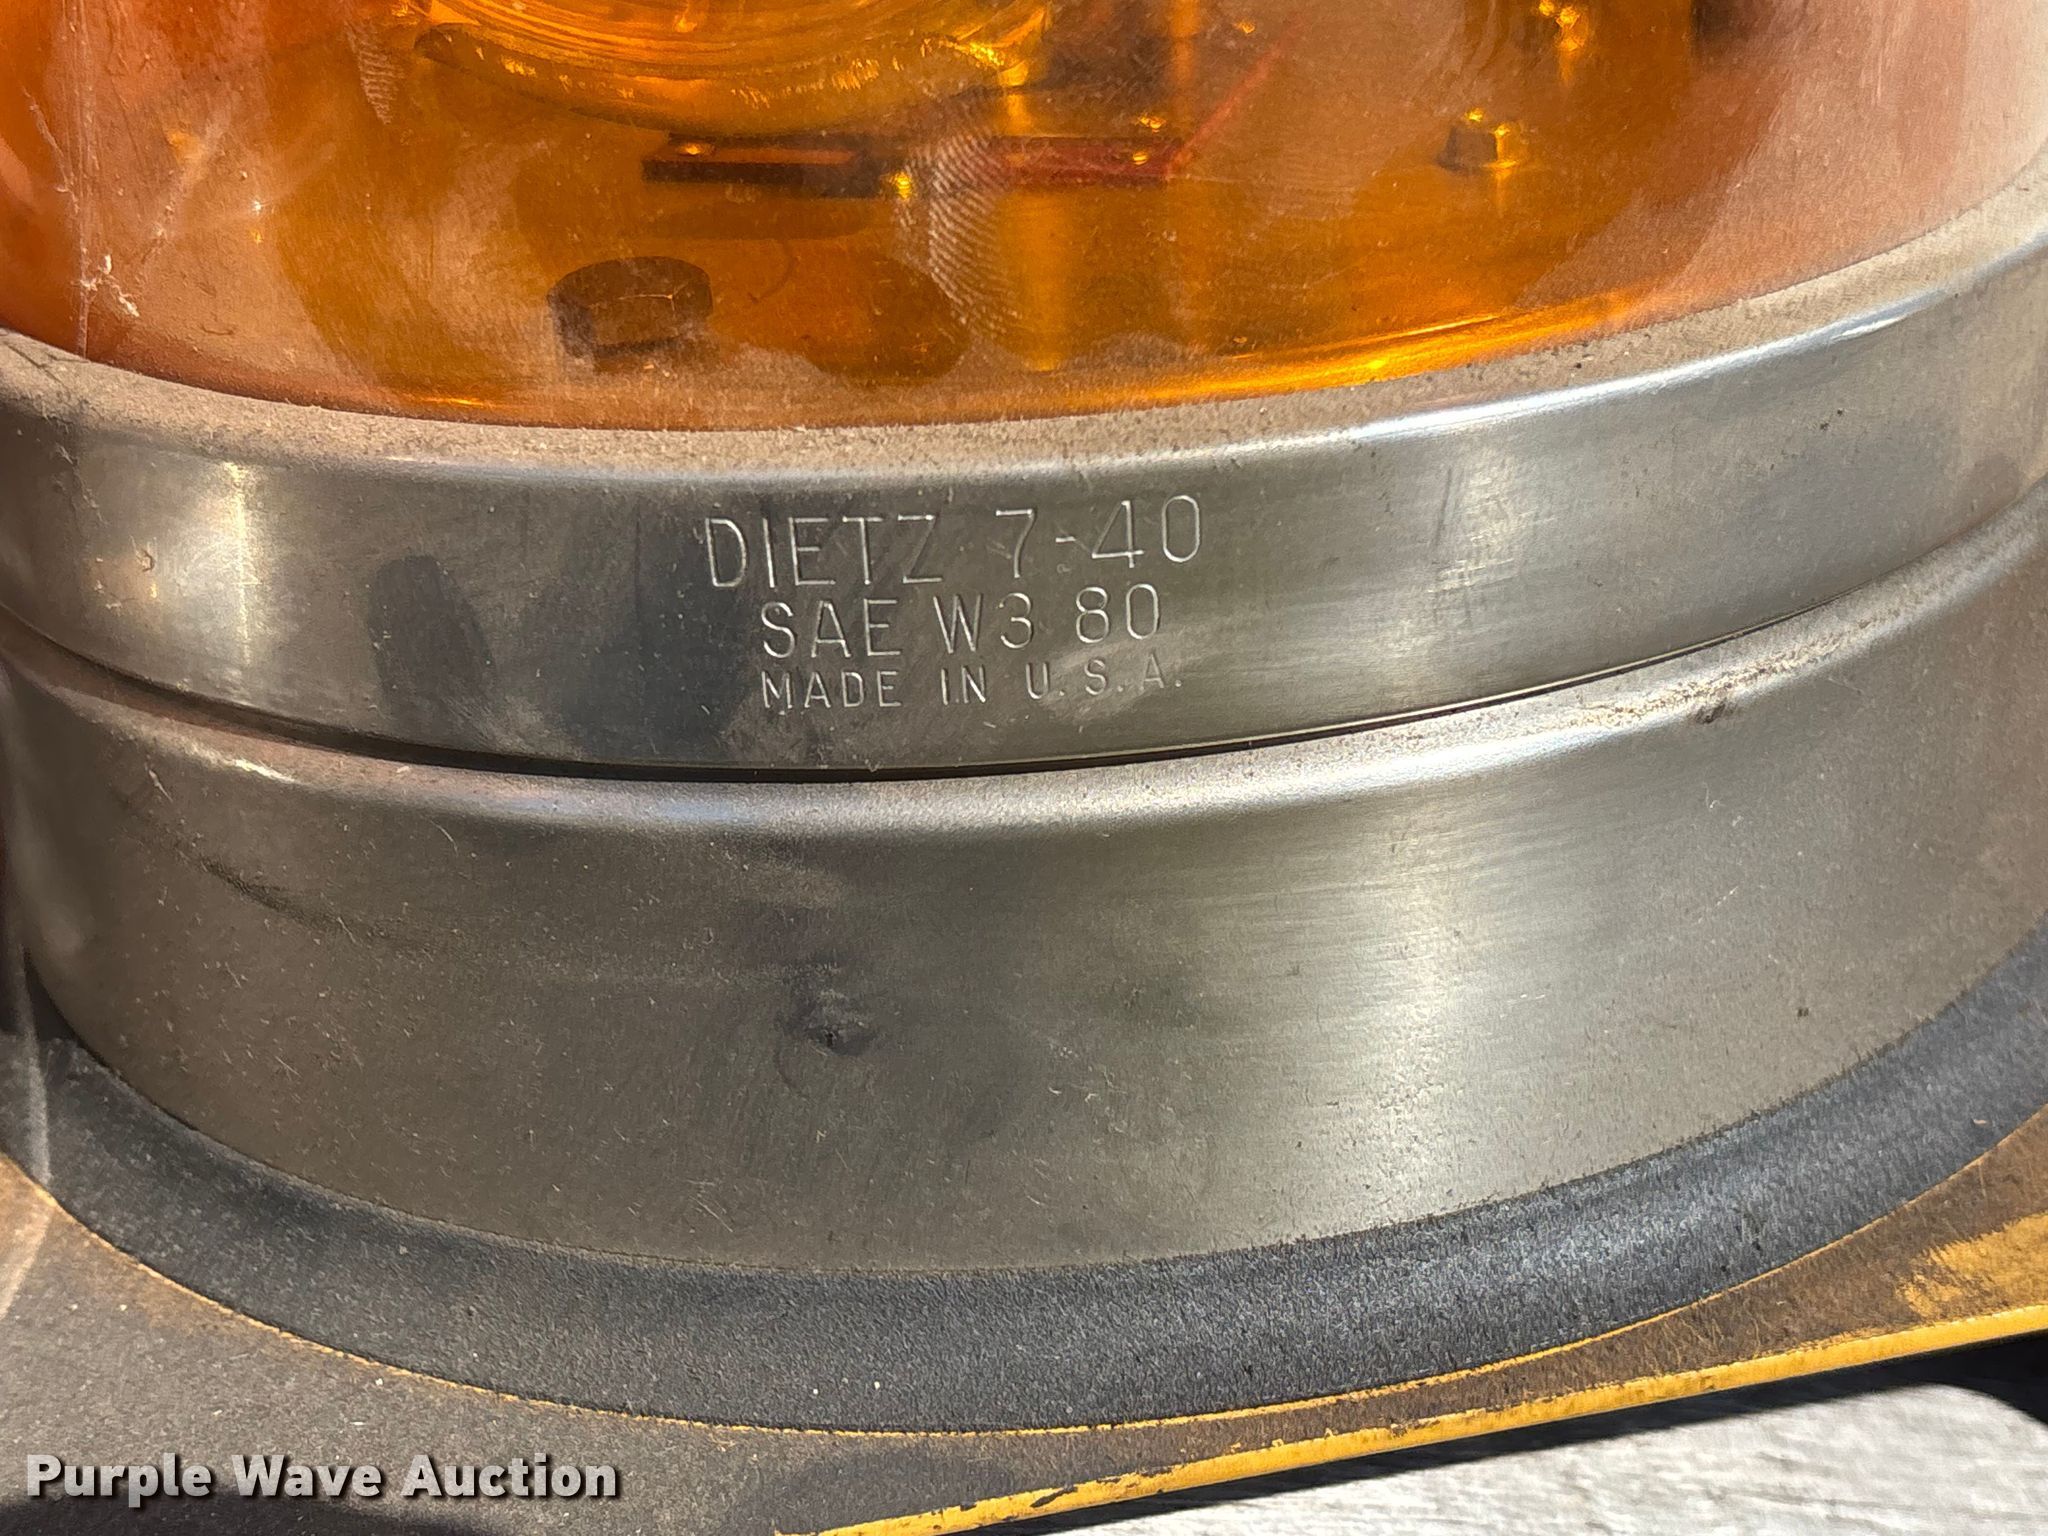 DIETZ 7-40
SAE W3 80
MADE IN U.S.A.
Purple Wave Auction